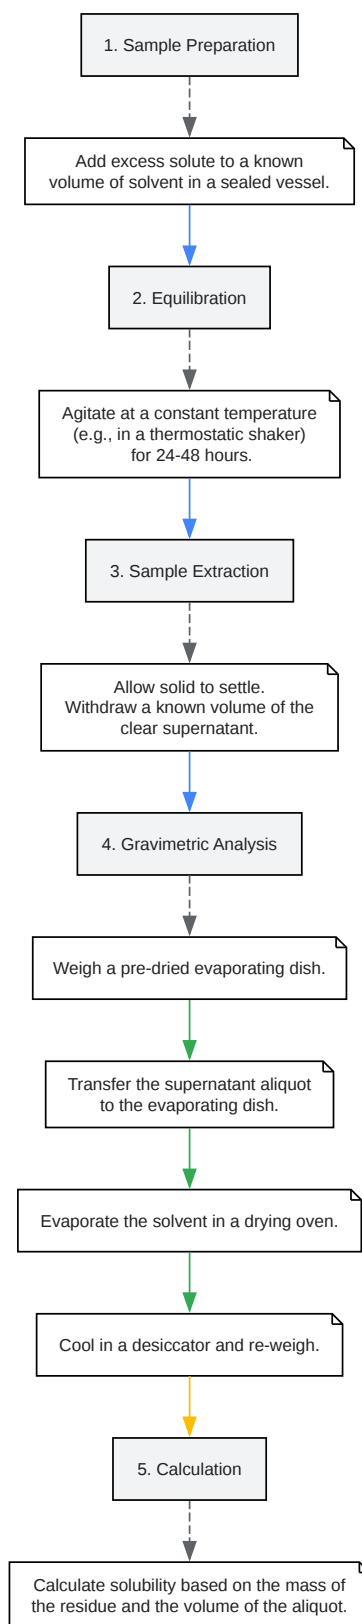 1. Sample Preparation
Add excess solute to a known
volume of solvent in a sealed vessel.
2. Equilibration
Agitate at a constant temperature
(e.g., in a thermostatic shaker)
for 24-48 hours.
3. Sample Extraction
Allow solid to settle.
Withdraw a known volume of the
clear supernatant.
4. Gravimetric Analysis
Weigh a pre-dried evaporating dish.
Transfer the supernatant aliquot
to the evaporating dish.
Evaporate the solvent in a drying oven.
Cool in a desiccator and re-weigh.
5. Calculation
Calculate solubility based on the mass of
the residue and the volume of the aliquot.